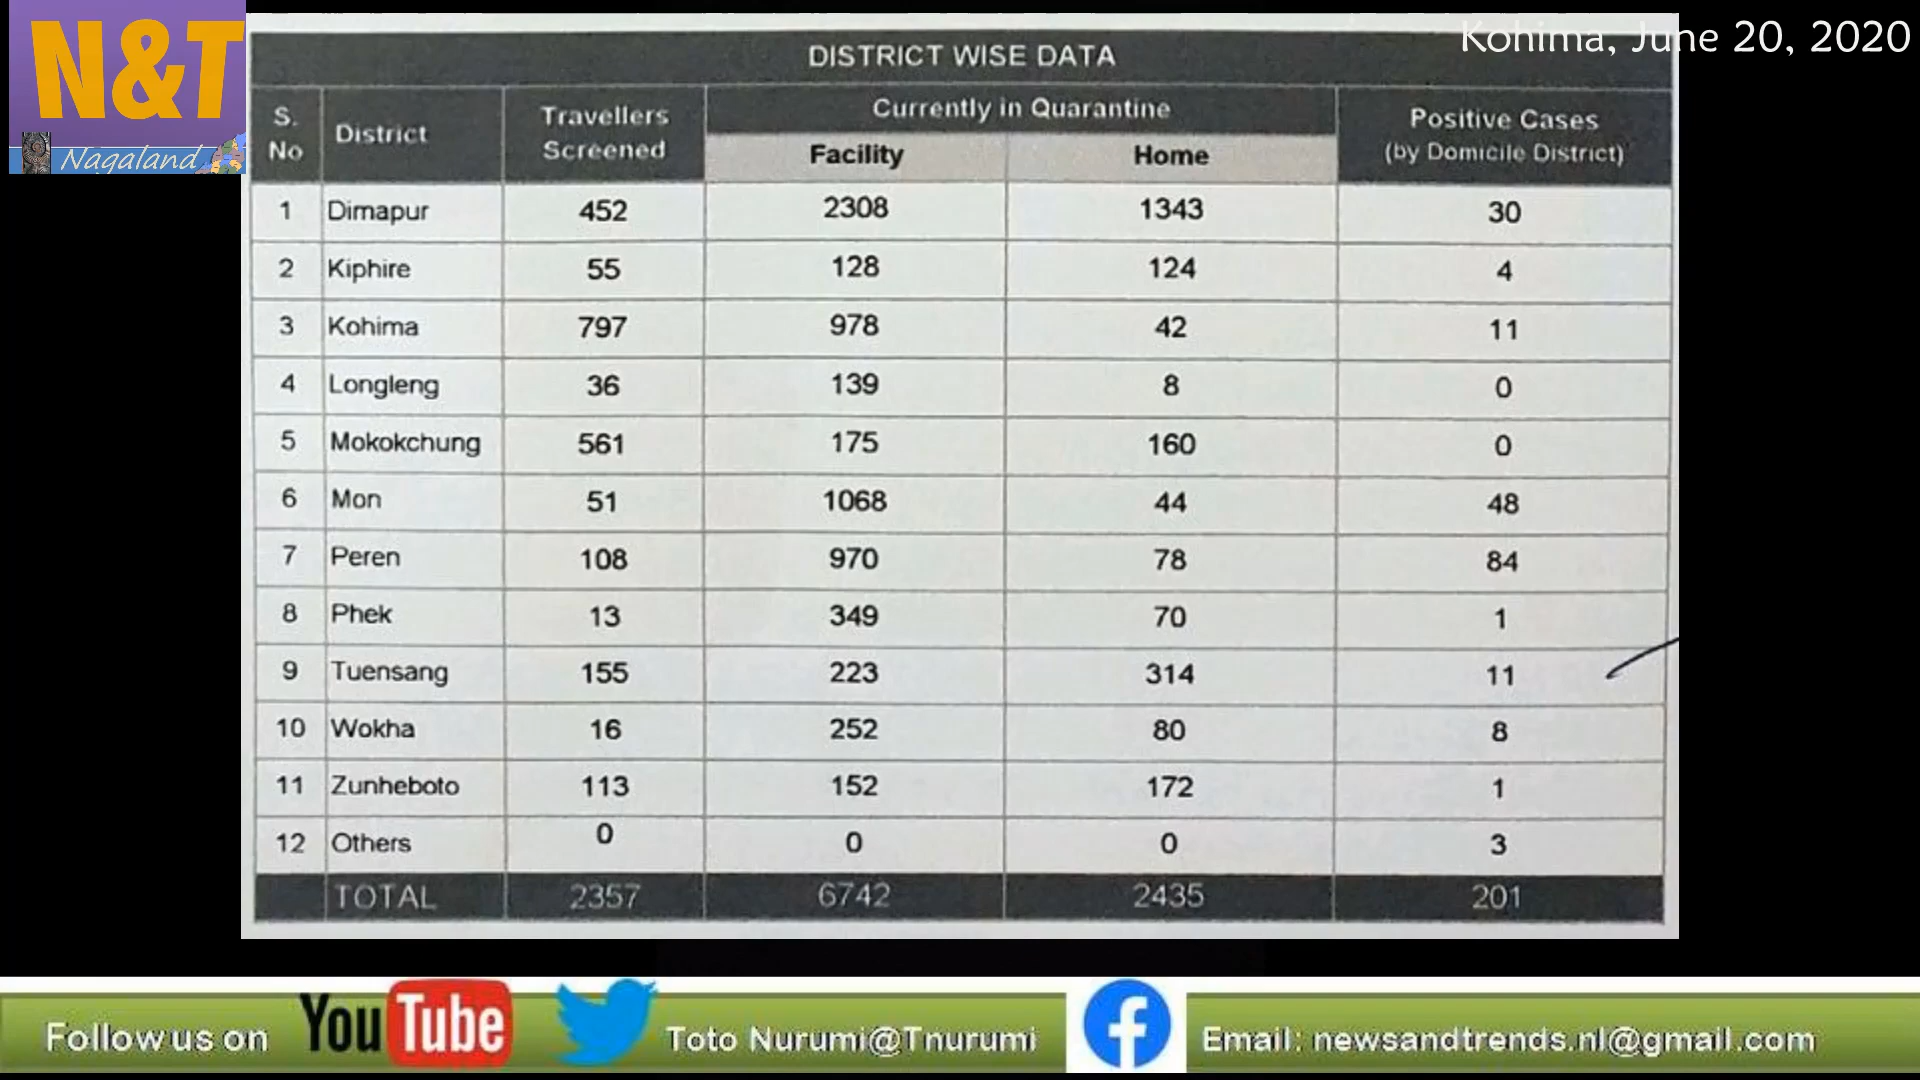 N&T
Nagaland
Kohima, June 20, 2020
DISTRICT WISE DATA
S. No District Travellers Screened Currently in Quarantine Positive Cases (by Domicile District)
Facility Home
1 Dimapur 452 2308 1343 30
2 Kiphire 55 128 124 4
3 Kohima 797 978 42 11
4 Longleng 36 139 8 0
5 Mokokchung 561 175 160 0
6 Mon 51 1068 44 48
7 Peren 108 970 78 84
8 Phek 13 349 70 1
9 Tuensang 155 223 314 11
10 Wokha 16 252 80 8
11 Zunheboto 113 152 172 1
12 Others 0 0 0 3
TOTAL 2357 6742 2435 201
Follow us on YouTube Toto Nurumi@Tnurumi f Email: newsandtrends.nl@gmail.com